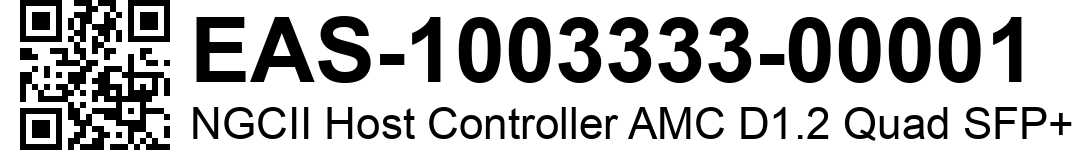 EAS-1003333-00001
NGCII Host Controller AMC D1.2 Quad SFP+